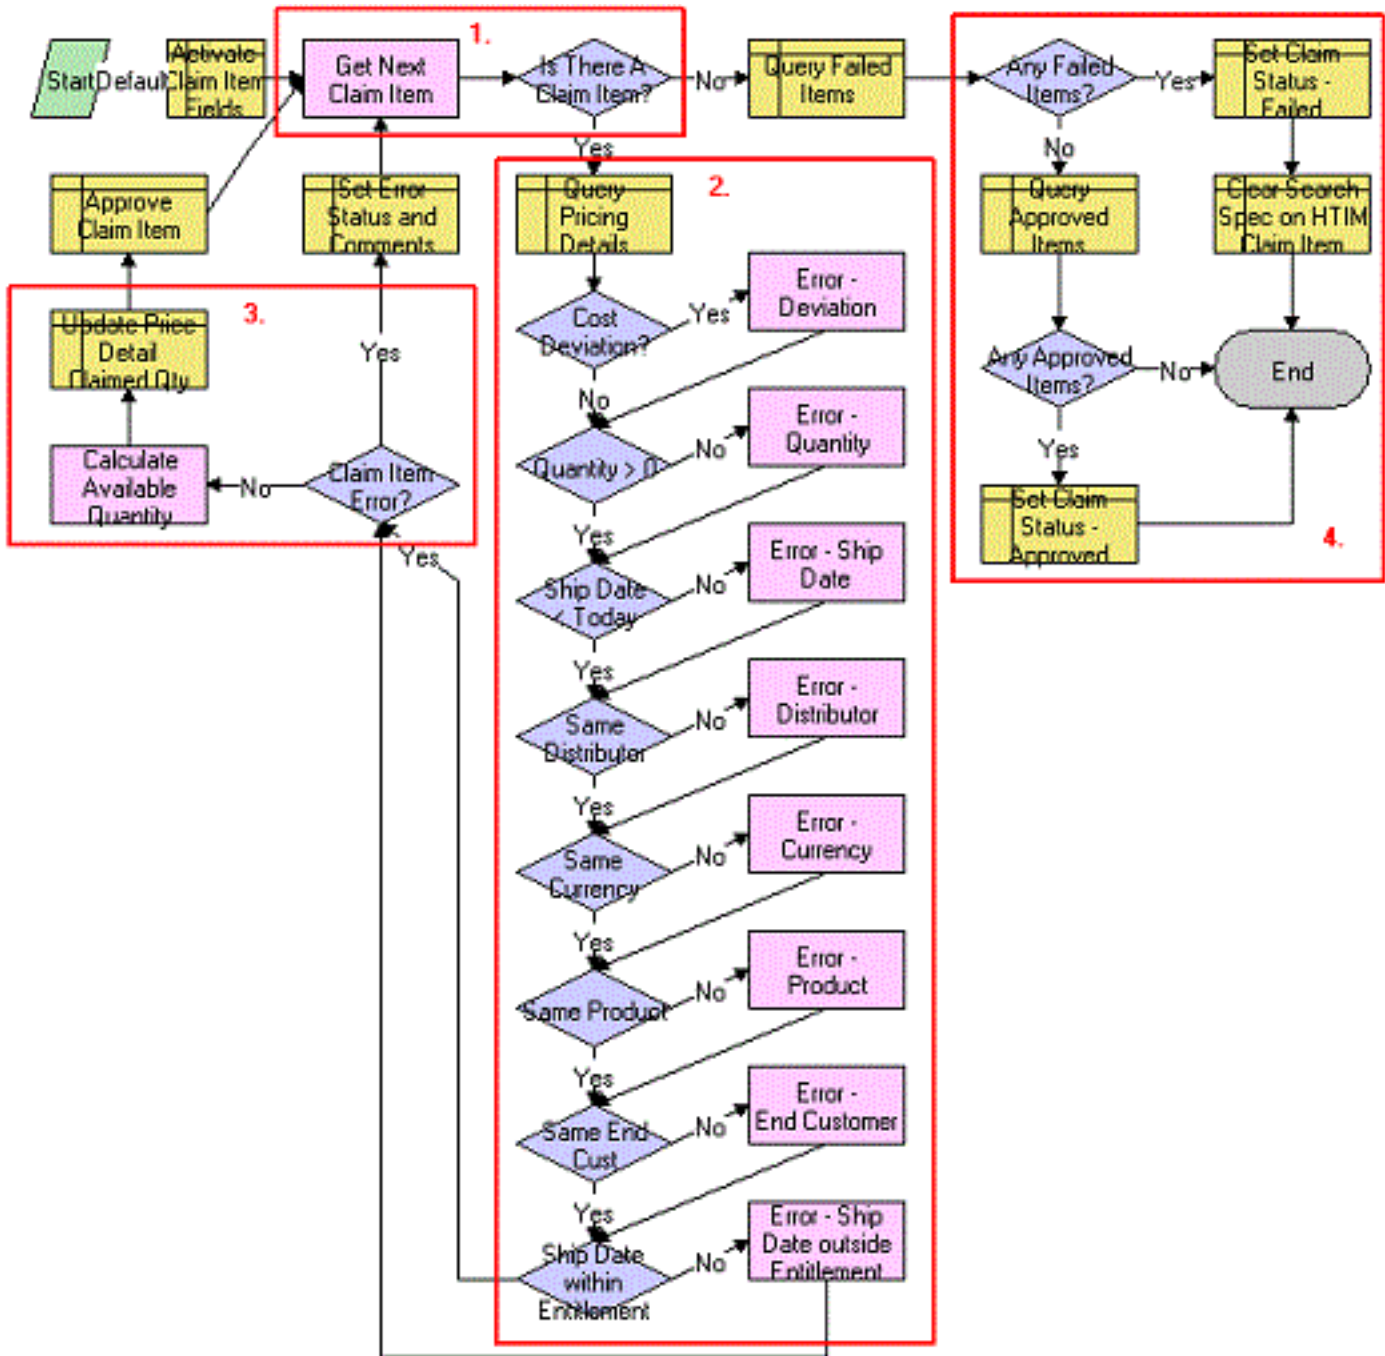 1.
Start
Default
Activate
Claim Item
Fields
Get Next
Claim Item
Is There A
Claim Item?
No
Query Failed
Items
Any Failed
Items?
Yes
Set Claim
Status -
Failed
Yes
No
Approve
Claim Item
Set Error
Status and
Comments
2.
Query
Pricing
Details
Query
Approved
Items
Clear Search
Spec on HTIM
Claim Item
3.
Update Price
Detail
Claimed Qty
Yes
Cost
Deviation?
Yes
Error -
Deviation
Any Approved
Items?
No
End
No
Calculate
Available
Quantity
No
Claim Item
Error?
Quantity > 0
No
Error -
Quantity
Yes
Set Claim
Status -
Approved
4.
Yes
Yes
Ship Date
< Today
No
Error - Ship
Date
Yes
Same
Distributor
No
Error -
Distributor
Yes
Same
Currency
No
Error -
Currency
Yes
Same Product
No
Error -
Product
Yes
Same End
Cust
No
Error -
End Customer
Yes
Ship Date
within
Entitlement
No
Error - Ship
Date outside
Entitlement